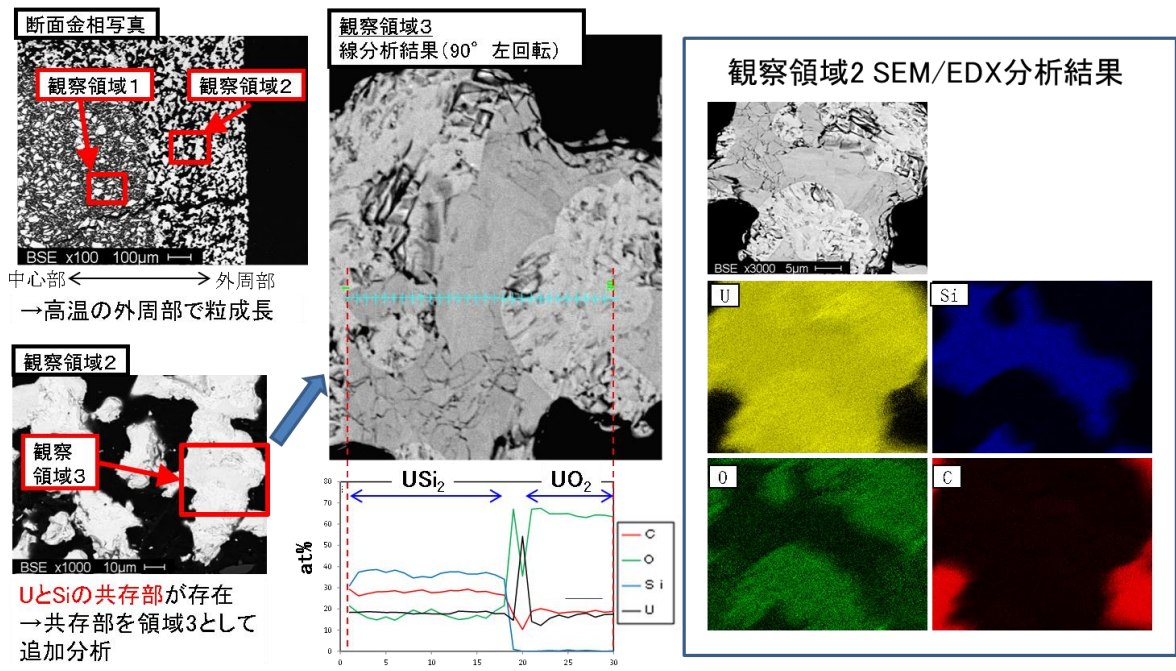 断面金相写真
観察領域1
観察領域2
BSE x100 100μm
中心部
外周部
→高温の外周部で粒成長
観察領域2
観察
領域3
BSE x1000 10μm
UとSiの共存部が存在
→共存部を領域3として
追加分析
観察領域3
線分析結果(90°左回転)
USi₂
UO₂
at%
80
70
60
50
40
30
20
10
0
0
5
10
15
20
25
30
C
O
Si
U
観察領域2 SEM/EDX分析結果
BSE x3000 5μm
U
Si
O
C